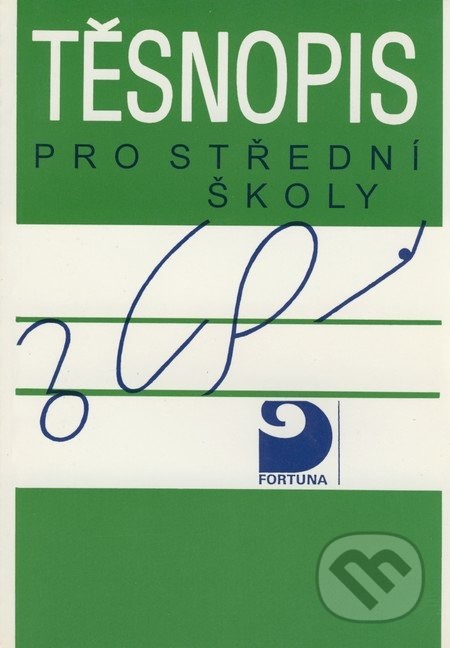 TĚSNOPIS
PRO STŘEDNÍ
ŠKOLY
FORTUNA
m